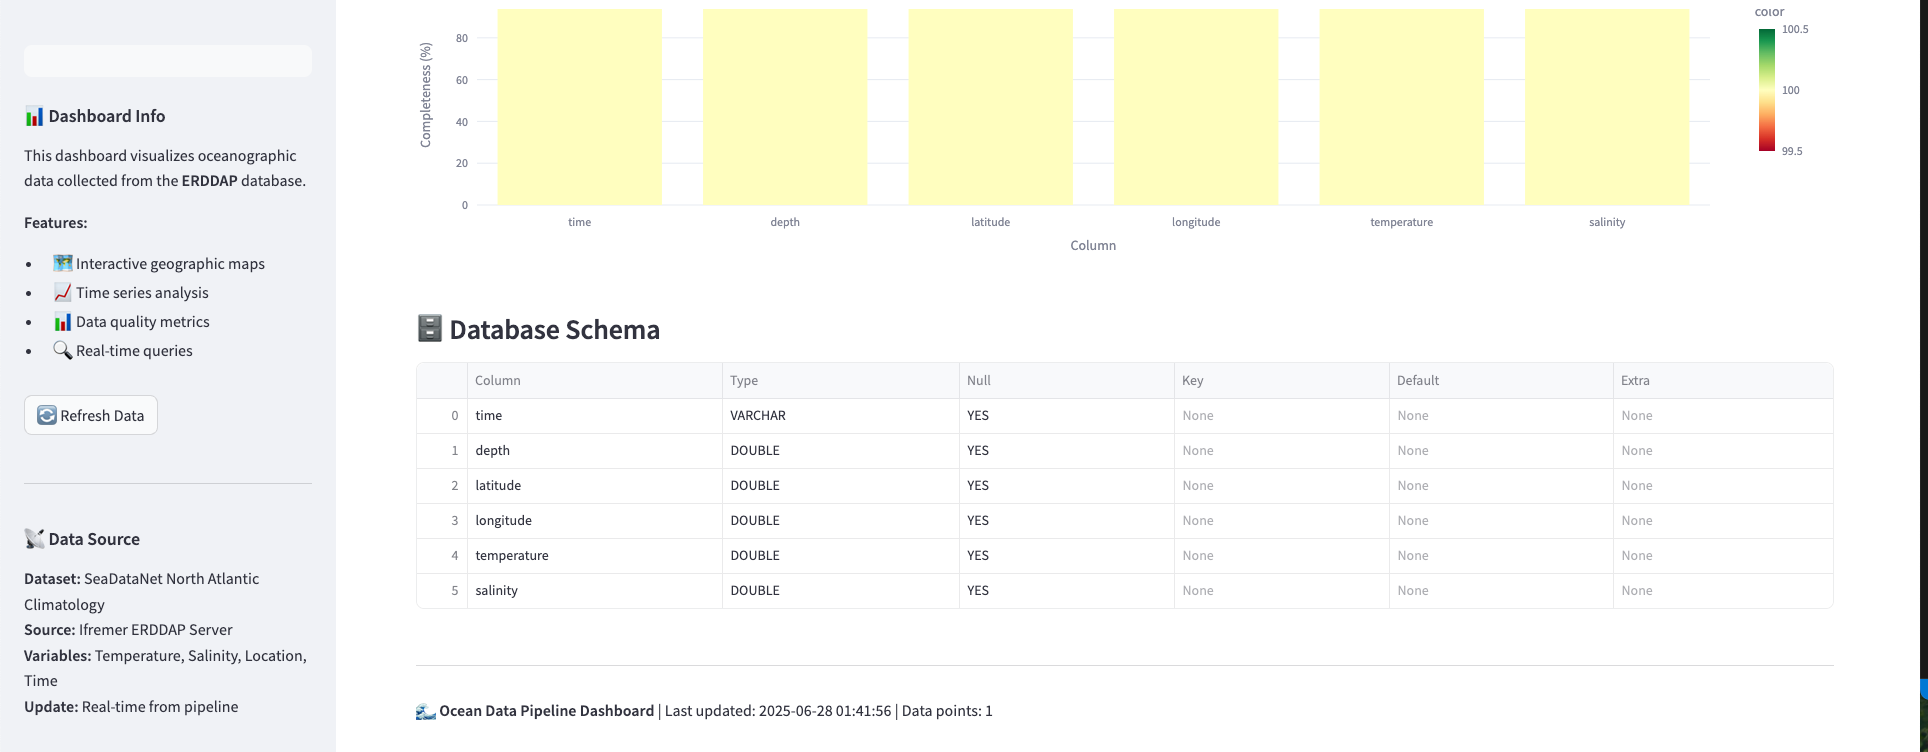 📊 Dashboard Info
This dashboard visualizes oceanographic
data collected from the ERDDAP database.
Features:
• 🗺️ Interactive geographic maps
• 📈 Time series analysis
• 📊 Data quality metrics
• 🔍 Real-time queries
🔄 Refresh Data
📡 Data Source
Dataset: SeaDataNet North Atlantic
Climatology
Source: Ifremer ERDDAP Server
Variables: Temperature, Salinity, Location,
Time
Update: Real-time from pipeline
Completeness (%)
80
60
40
20
0
time depth latitude longitude temperature salinity
Column
color
100.5
100
99.5
🗄️ Database Schema
Column Type Null Key Default Extra
0 time VARCHAR YES None None None
1 depth DOUBLE YES None None None
2 latitude DOUBLE YES None None None
3 longitude DOUBLE YES None None None
4 temperature DOUBLE YES None None None
5 salinity DOUBLE YES None None None
🌊 Ocean Data Pipeline Dashboard | Last updated: 2025-06-28 01:41:56 | Data points: 1